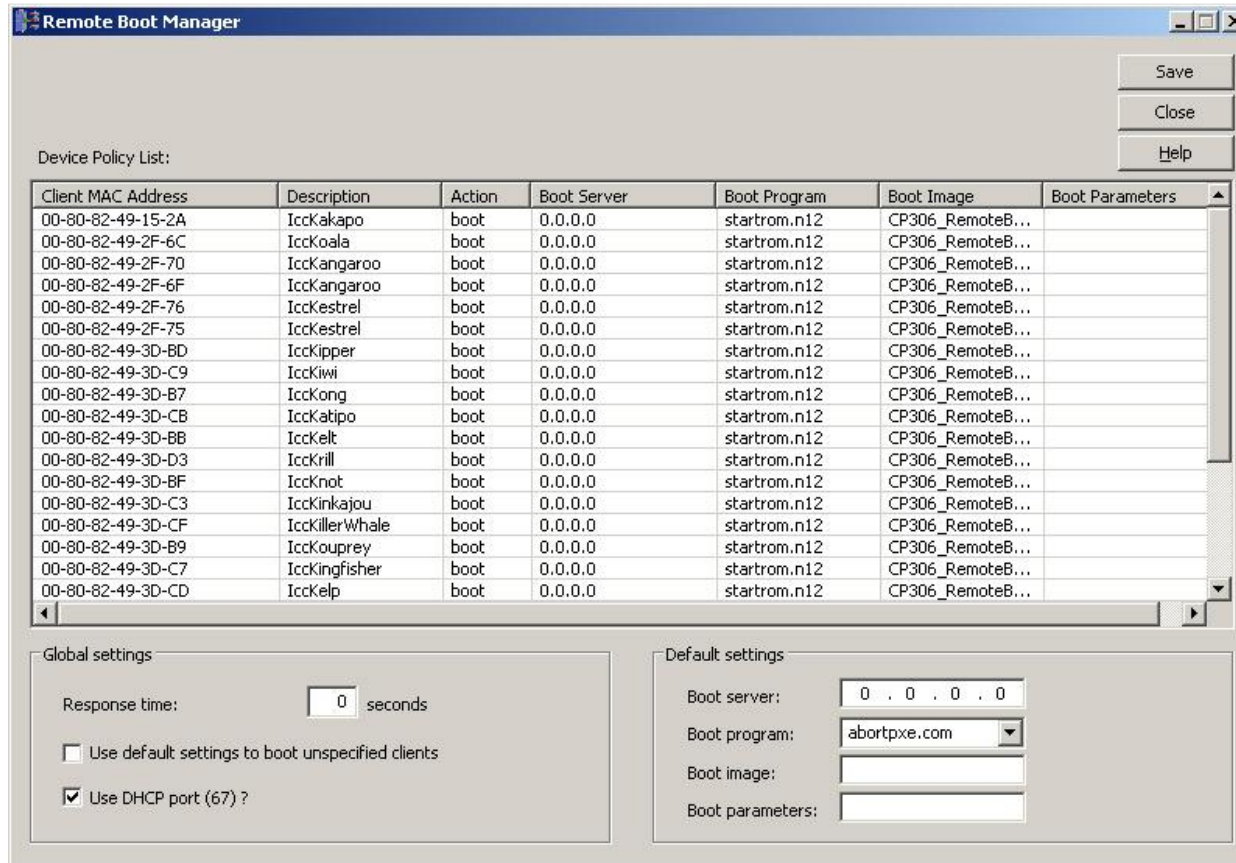 Remote Boot Manager
Save
Close
Help
Device Policy List:
Client MAC Address Description Action Boot Server Boot Program Boot Image Boot Parameters
00-80-82-49-15-2A IccKakapo boot 0.0.0.0 startrom.n12 CP306_RemoteB...
00-80-82-49-2F-6C IccKoala boot 0.0.0.0 startrom.n12 CP306_RemoteB...
00-80-82-49-2F-70 IccKangaroo boot 0.0.0.0 startrom.n12 CP306_RemoteB...
00-80-82-49-2F-6F IccKangaroo boot 0.0.0.0 startrom.n12 CP306_RemoteB...
00-80-82-49-2F-76 IccKestrel boot 0.0.0.0 startrom.n12 CP306_RemoteB...
00-80-82-49-2F-75 IccKestrel boot 0.0.0.0 startrom.n12 CP306_RemoteB...
00-80-82-49-3D-BD IccKipper boot 0.0.0.0 startrom.n12 CP306_RemoteB...
00-80-82-49-3D-C9 IccKiwi boot 0.0.0.0 startrom.n12 CP306_RemoteB...
00-80-82-49-3D-B7 IccKong boot 0.0.0.0 startrom.n12 CP306_RemoteB...
00-80-82-49-3D-CB IccKatipo boot 0.0.0.0 startrom.n12 CP306_RemoteB...
00-80-82-49-3D-BB IccKelt boot 0.0.0.0 startrom.n12 CP306_RemoteB...
00-80-82-49-3D-D3 IccKrill boot 0.0.0.0 startrom.n12 CP306_RemoteB...
00-80-82-49-3D-BF IccKnot boot 0.0.0.0 startrom.n12 CP306_RemoteB...
00-80-82-49-3D-C3 IccKinkajou boot 0.0.0.0 startrom.n12 CP306_RemoteB...
00-80-82-49-3D-CF IccKillerWhale boot 0.0.0.0 startrom.n12 CP306_RemoteB...
00-80-82-49-3D-B9 IccKouprey boot 0.0.0.0 startrom.n12 CP306_RemoteB...
00-80-82-49-3D-C7 IccKingfisher boot 0.0.0.0 startrom.n12 CP306_RemoteB...
00-80-82-49-3D-CD IccKelp boot 0.0.0.0 startrom.n12 CP306_RemoteB...
Global settings
Response time: 0 seconds
Use default settings to boot unspecified clients
Use DHCP port (67) ?
Default settings
Boot server: 0 . 0 . 0 . 0
Boot program: abortpxe.com
Boot image:
Boot parameters: